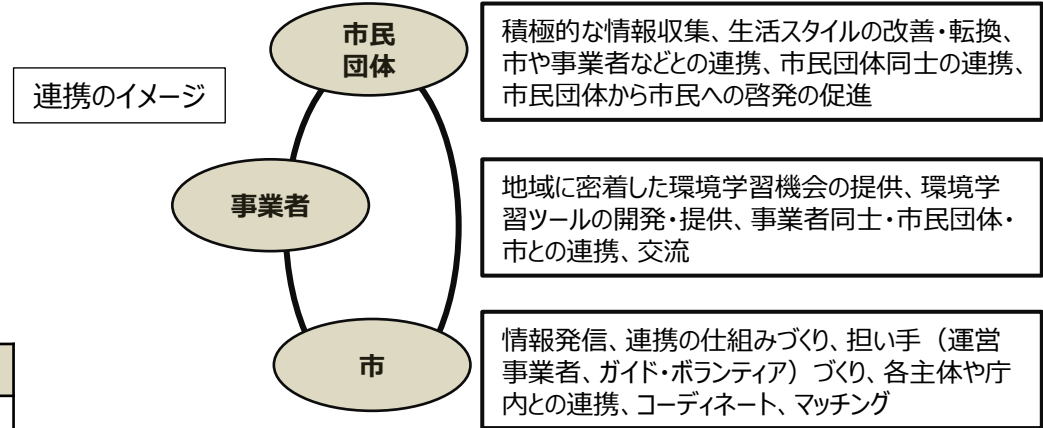 連携のイメージ
市民
団体
積極的な情報収集、生活スタイルの改善・転換、
市や事業者などとの連携、市民団体同士の連携、
市民団体から市民への啓発の促進
事業者
地域に密着した環境学習機会の提供、環境学
習ツールの開発・提供、事業者同士・市民団体・
市との連携、交流
市
情報発信、連携の仕組みづくり、担い手（運営
事業者、ガイド・ボランティア）づくり、各主体や庁
内との連携、コーディネート、マッチング